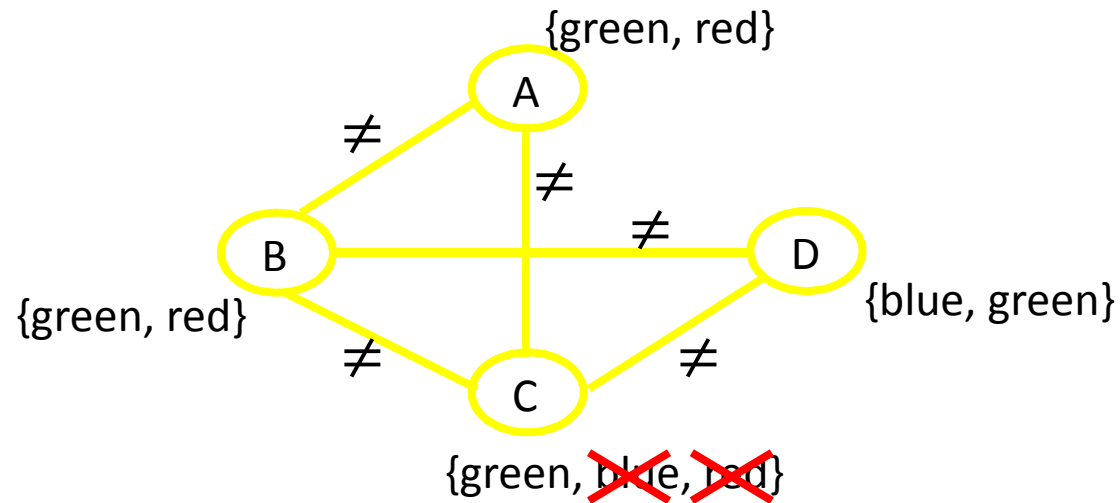 {green, red}
A
≠
≠
≠
B
D
{green, red}
{blue, green}
≠
≠
C
{green, blue, red}